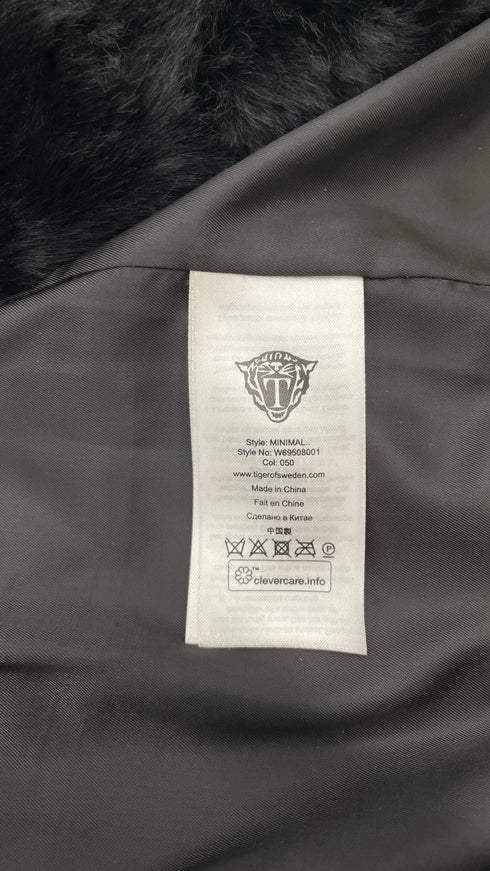 T
Style: MINIMAL..
Style No: W69508001
Col: 050
www.tigerofsweden.com
Made in China
Fait en Chine
Сделано в Китае
中国製
P
™
clevercare.info